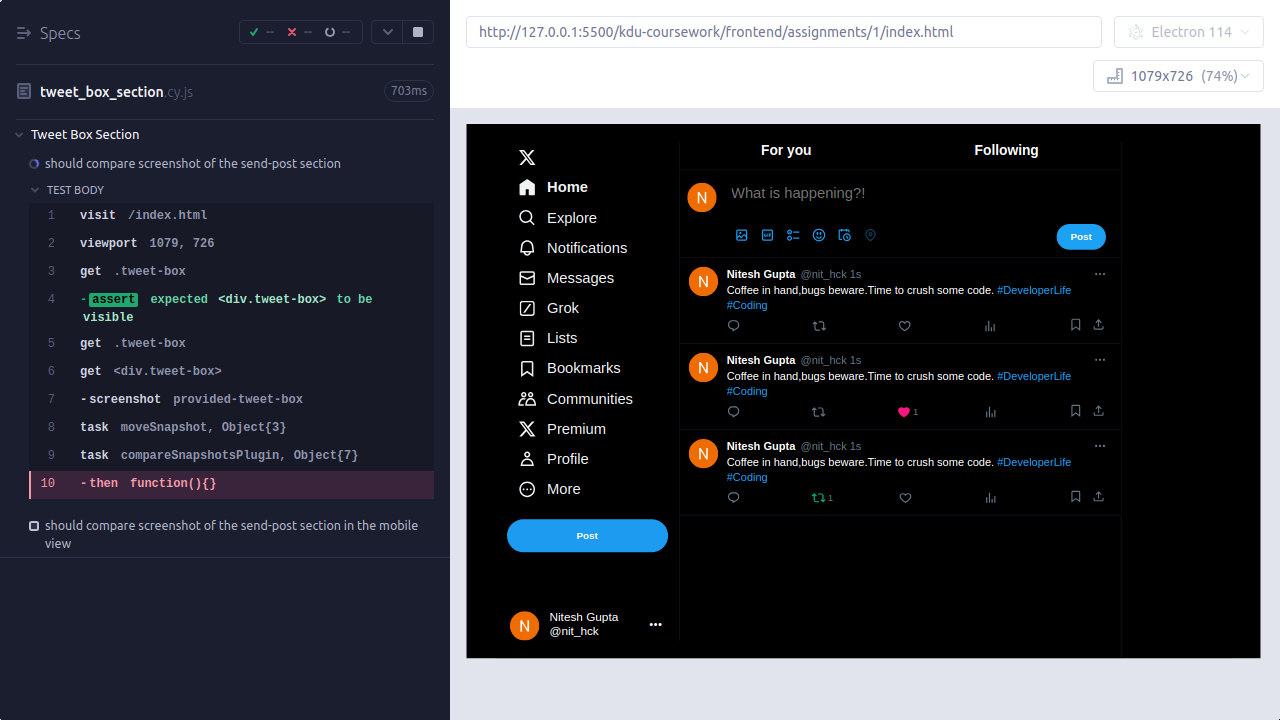 Specs
--
--
--
tweet_box_section.cy.js
703ms
Tweet Box Section
should compare screenshot of the send-post section
TEST BODY
1 visit /index.html
2 viewport 1079, 726
3 get .tweet-box
4 -assert expected <div.tweet-box> to be
visible
5 get .tweet-box
6 get <div.tweet-box>
7 -screenshot provided-tweet-box
8 task moveSnapshot, Object{3}
9 task compareSnapshotsPlugin, Object{7}
10 -then function(){}
should compare screenshot of the send-post section in the mobile
view
http://127.0.0.1:5500/kdu-coursework/frontend/assignments/1/index.html
Electron 114
1079x726 (74%)
Home
Explore
Notifications
Messages
Grok
Lists
Bookmarks
Communities
Premium
Profile
More
Post
N
Nitesh Gupta
@nit_hck
For you
Following
N
What is happening?!
GIF
Post
N
Nitesh Gupta @nit_hck 1s
Coffee in hand,bugs beware.Time to crush some code. #DeveloperLife
#Coding
N
Nitesh Gupta @nit_hck 1s
Coffee in hand,bugs beware.Time to crush some code. #DeveloperLife
#Coding
1
N
Nitesh Gupta @nit_hck 1s
Coffee in hand,bugs beware.Time to crush some code. #DeveloperLife
#Coding
1